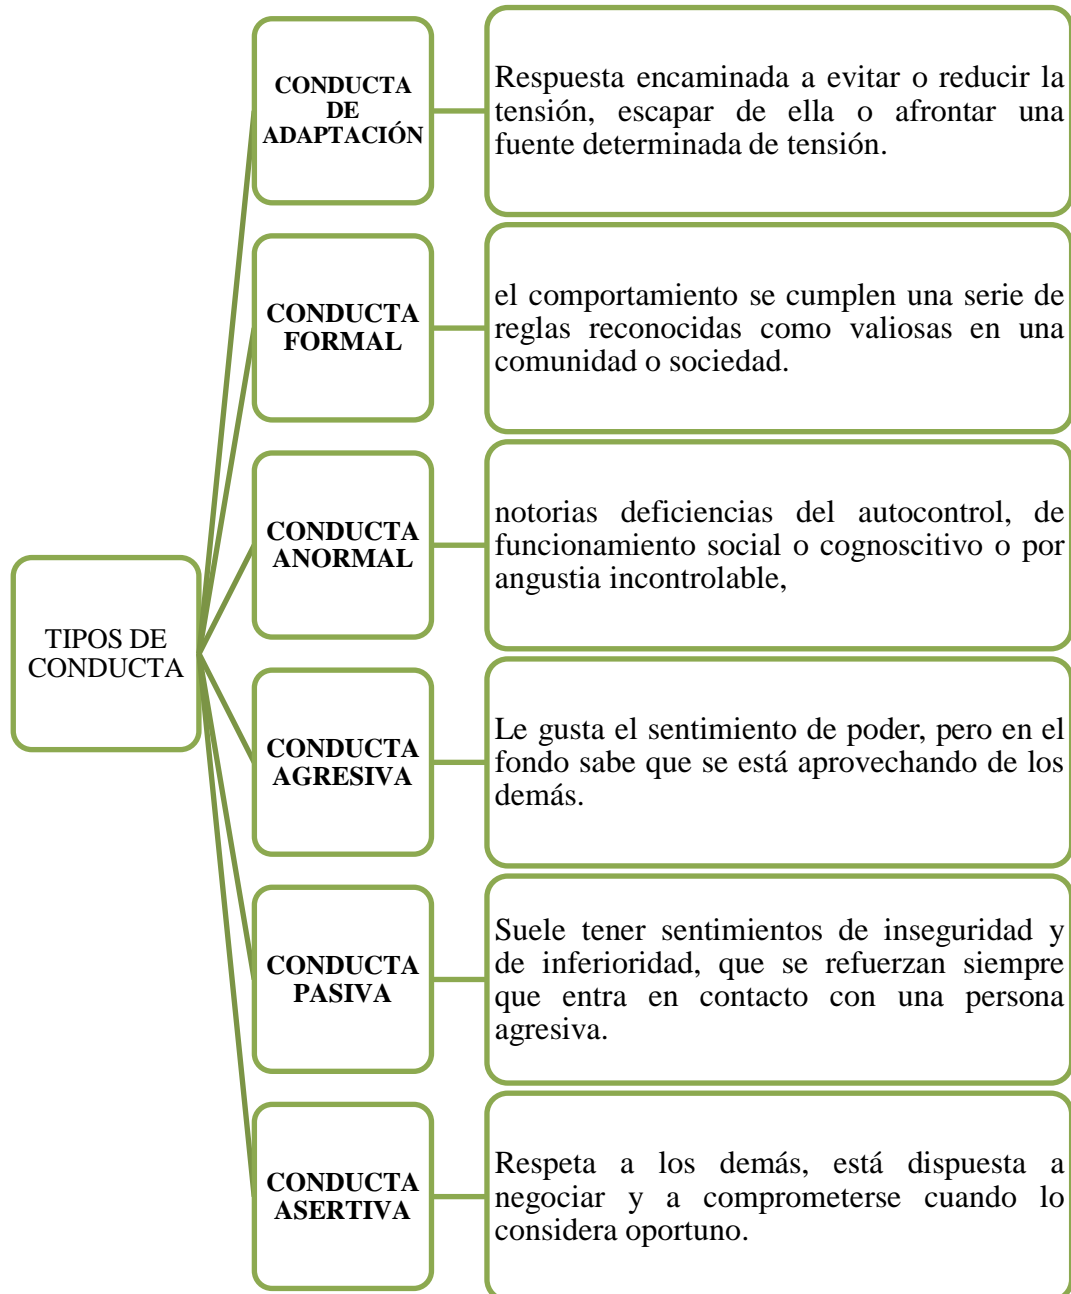 TIPOS DE
CONDUCTA
CONDUCTA
DE
ADAPTACIÓN
Respuesta encaminada a evitar o reducir la
tensión, escapar de ella o afrontar una
fuente determinada de tensión.
CONDUCTA
FORMAL
el comportamiento se cumplen una serie de
reglas reconocidas como valiosas en una
comunidad o sociedad.
CONDUCTA
ANORMAL
notorias deficiencias del autocontrol, de
funcionamiento social o cognoscitivo o por
angustia incontrolable,
CONDUCTA
AGRESIVA
Le gusta el sentimiento de poder, pero en el
fondo sabe que se está aprovechando de los
demás.
CONDUCTA
PASIVA
Suele tener sentimientos de inseguridad y
de inferioridad, que se refuerzan siempre
que entra en contacto con una persona
agresiva.
CONDUCTA
ASERTIVA
Respeta a los demás, está dispuesta a
negociar y a comprometerse cuando lo
considera oportuno.